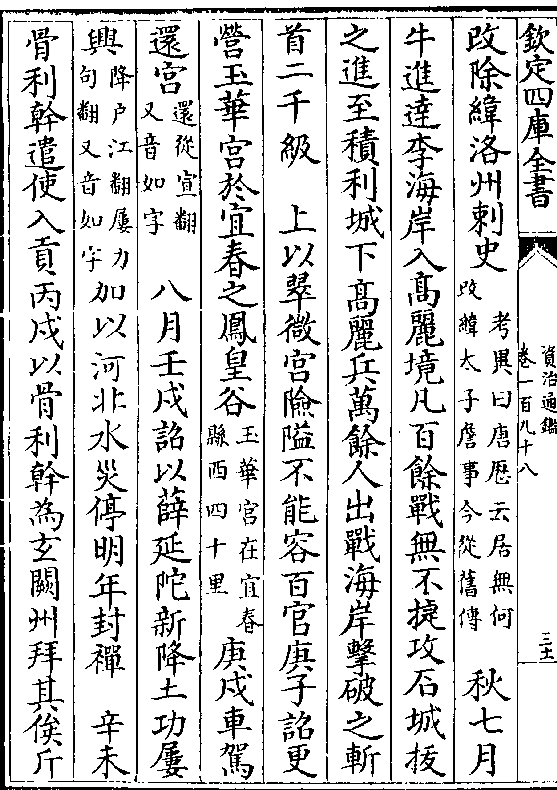 欽定四庫全書
資治通鑑
卷一百九十八
三十五
改除緯洛州刺史
考異曰唐厯云居無何
改緯太子詹事今從舊傳
秋七月
牛進達李海岸入髙麗境凡百餘戰無不捷攻石城拔
之進至積利城下髙麗兵萬餘人出戰海岸擊破之斬
首二千級 上以翠微宮險隘不能容百官庚子詔更
營玉華宮於宜春之鳳皇谷
玉華宮在宜春
縣西四十里
庚戌車駕
還宮
還從宣翻
又音如字
八月壬戌詔以薛延陀新降土功屢
興
降户江翻屢力
句翻又音如字
加以河北水災停明年封禪 辛未
骨利幹遣使入貢丙戌以骨利幹為玄闕州拜其俟斤